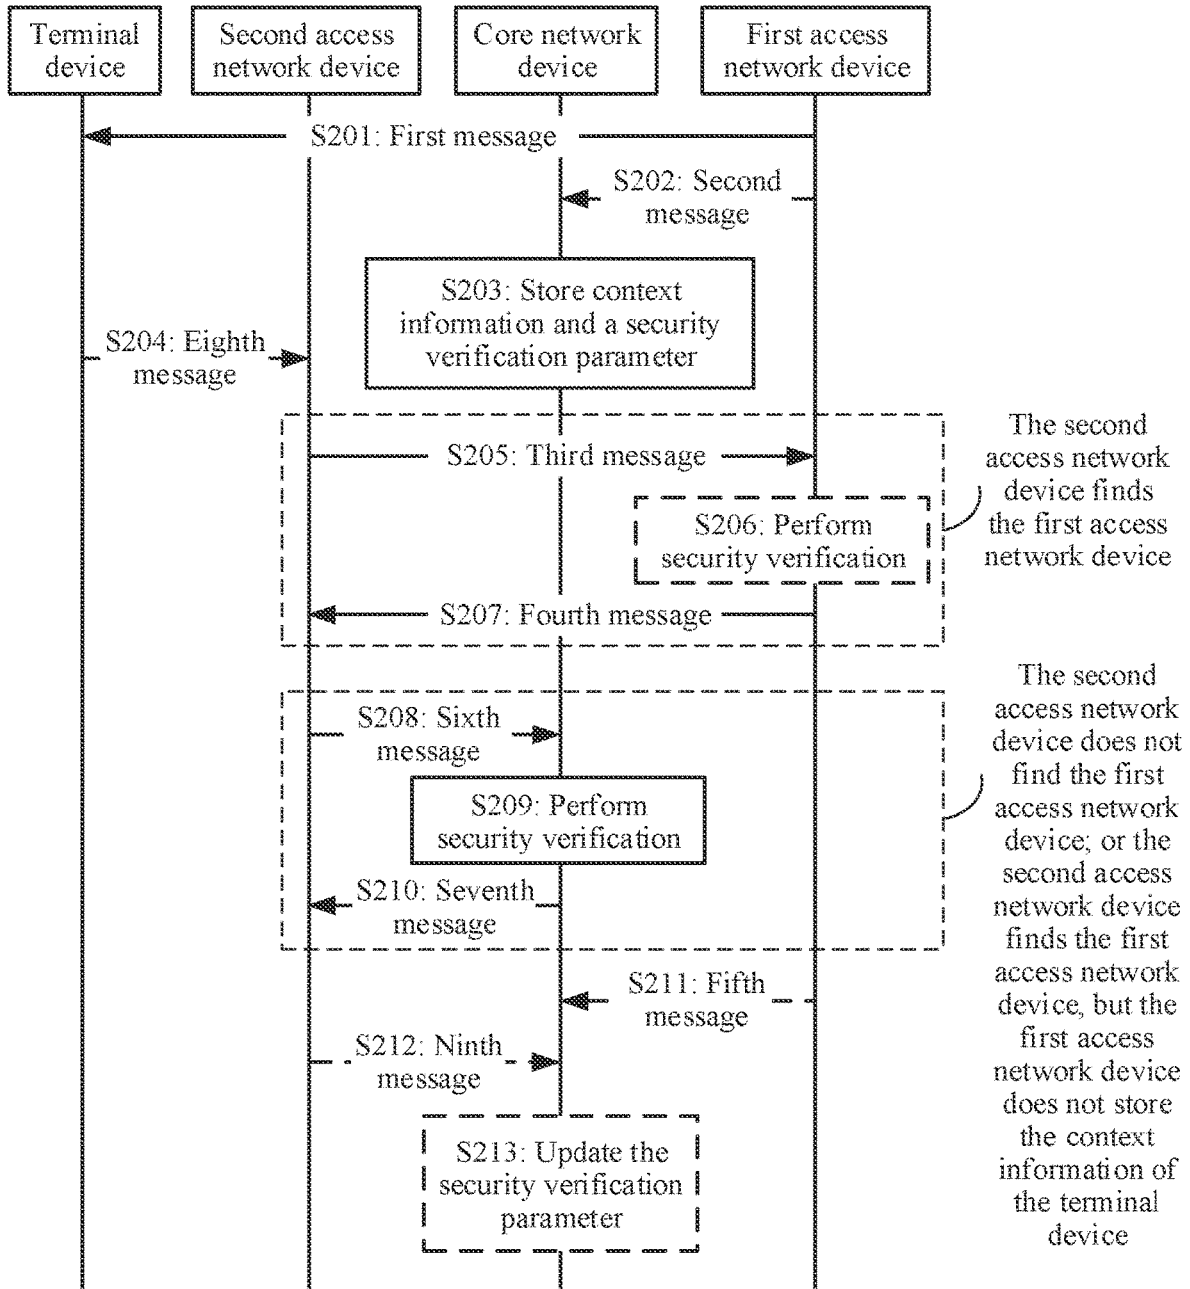 Terminal
device
Second access
network device
Core network
device
First access
network device
S201: First message
S202: Second
message
S203: Store context
information and a security
verification parameter
S204: Eighth
message
S205: Third message
S206: Perform
security verification
S207: Fourth message
The second
access network
device finds
the first access
network device
S208: Sixth
message
S209: Perform
security verification
S210: Seventh
message
The second
access network
device does not
find the first
access network
device; or the
second access
network device
finds the first
access network
device, but the
first access
network device
does not store
the context
information of
the terminal
device
S211: Fifth
message
S212: Ninth
message
S213: Update the
security verification
parameter